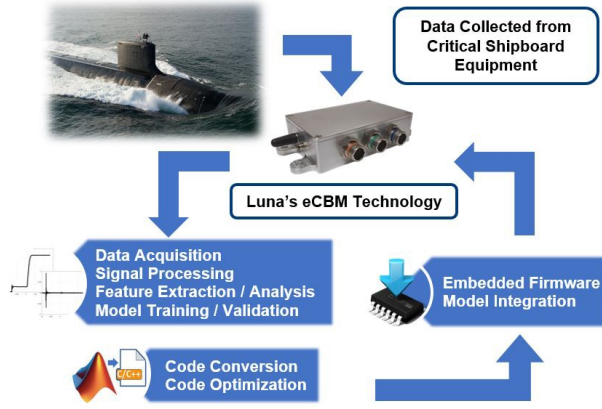 Data Collected from
Critical Shipboard
Equipment
Luna's eCBM Technology
Data Acquisition
Signal Processing
Feature Extraction / Analysis
Model Training / Validation
Embedded Firmware
Model Integration
C/C++
Code Conversion
Code Optimization